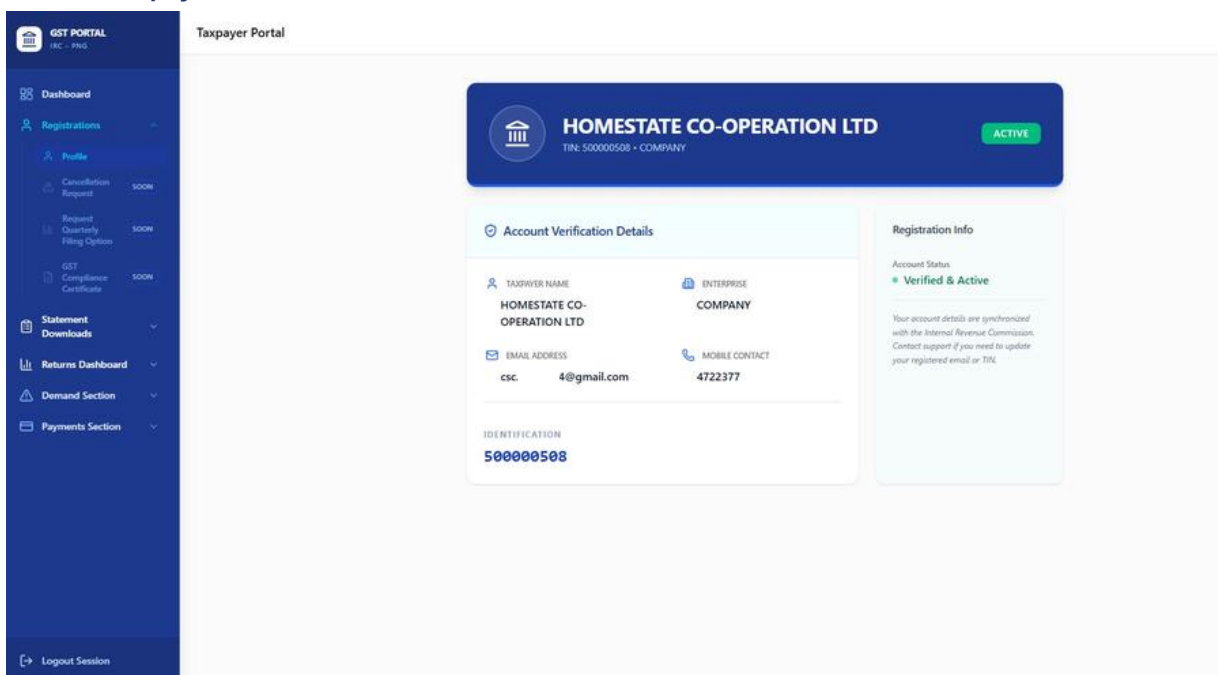 GST PORTAL
IRC - PNG
Taxpayer Portal
Dashboard
Registrations
Profile
Cancellation
Request
SOON
Request
Quarterly
Filing Option
SOON
GST
Compliance
Certificate
SOON
Statement
Downloads
Returns Dashboard
Demand Section
Payments Section
Logout Session
HOMESTATE CO-OPERATION LTD
TIN: 500000508 • COMPANY
ACTIVE
Account Verification Details
TAXPAYER NAME
HOMESTATE CO-
OPERATION LTD
ENTERPRISE
COMPANY
EMAIL ADDRESS
csc. 4@gmail.com
MOBILE CONTACT
4722377
IDENTIFICATION
500000508
Registration Info
Account Status
Verified & Active
Your account details are synchronized
with the Internal Revenue Commission.
Contact support if you need to update
your registered email or TIN.